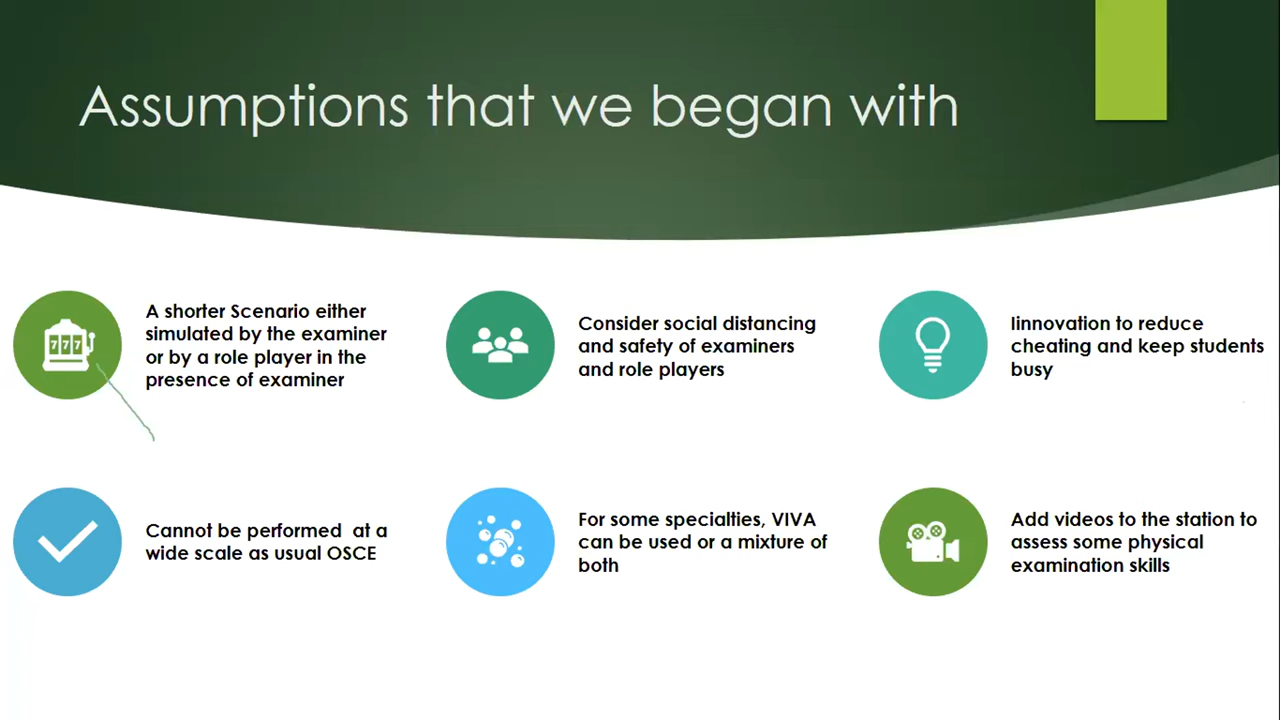 Assumptions that we began with
A shorter Scenario either
simulated by the examiner
or by a role player in the
presence of examiner
Consider social distancing
and safety of examiners
and role players
Iinnovation to reduce
cheating and keep students
busy
Cannot be performed  at a
wide scale as usual OSCE
For some specialties, VIVA
can be used or a mixture of
both
Add videos to the station to
assess some physical
examination skills
777